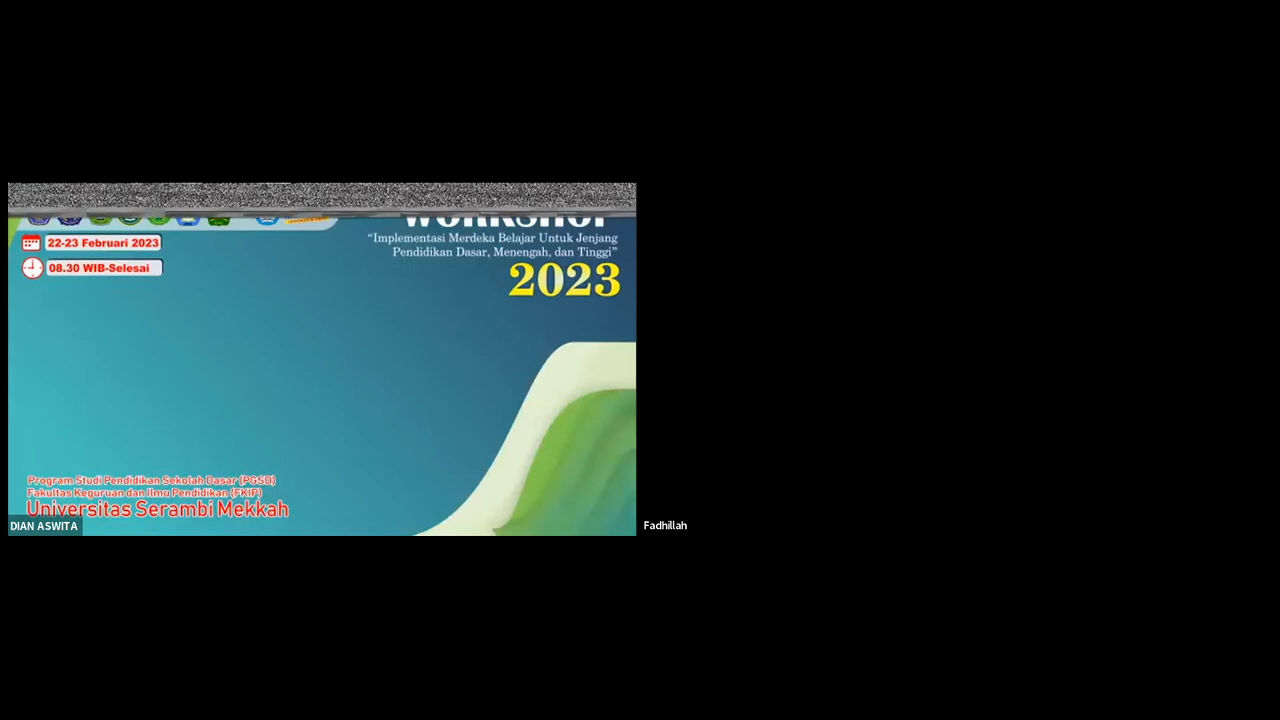 WORKSHOP
22-23 Februari 2023
"Implementasi Merdeka Belajar Untuk Jenjang
Pendidikan Dasar, Menengah, dan Tinggi"
08.30 WIB-Selesai
2023
Program Studi Pendidikan Sekolah Dasar (PGSD)
Fakultas Keguruan dan Ilmu Pendidikan (FKIP)
Universitas Serambi Mekkah
DIAN ASWITA
Fadhillah